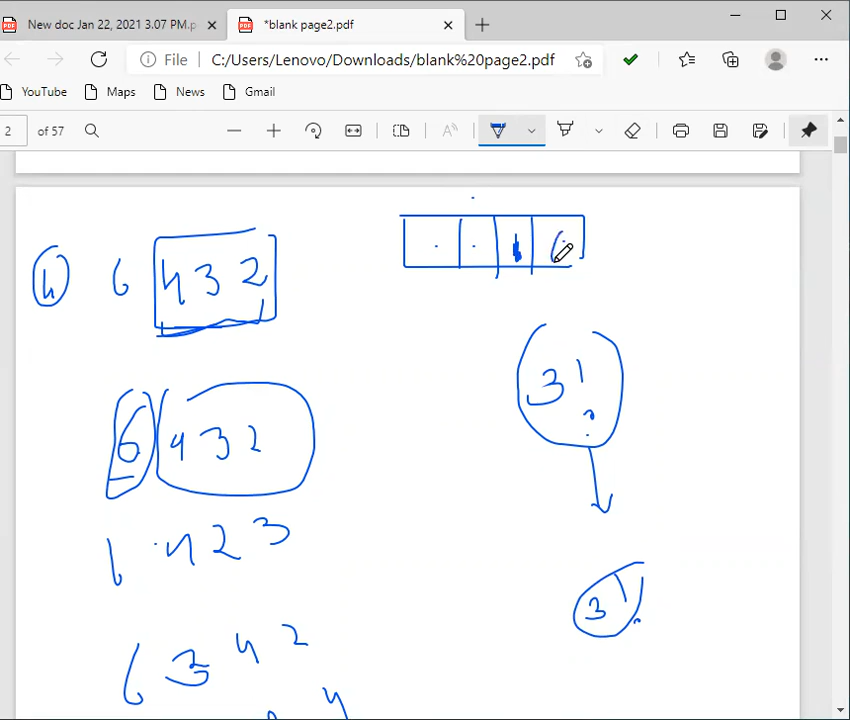 New doc Jan 22, 2021 3.07 PM.p
*blank page2.pdf
File C:/Users/Lenovo/Downloads/blank%20page2.pdf
YouTube Maps News Gmail
2 of 57
6 4 3 2
3!
6 4 3 2
6 4 2 3
3!
6 3 4 2